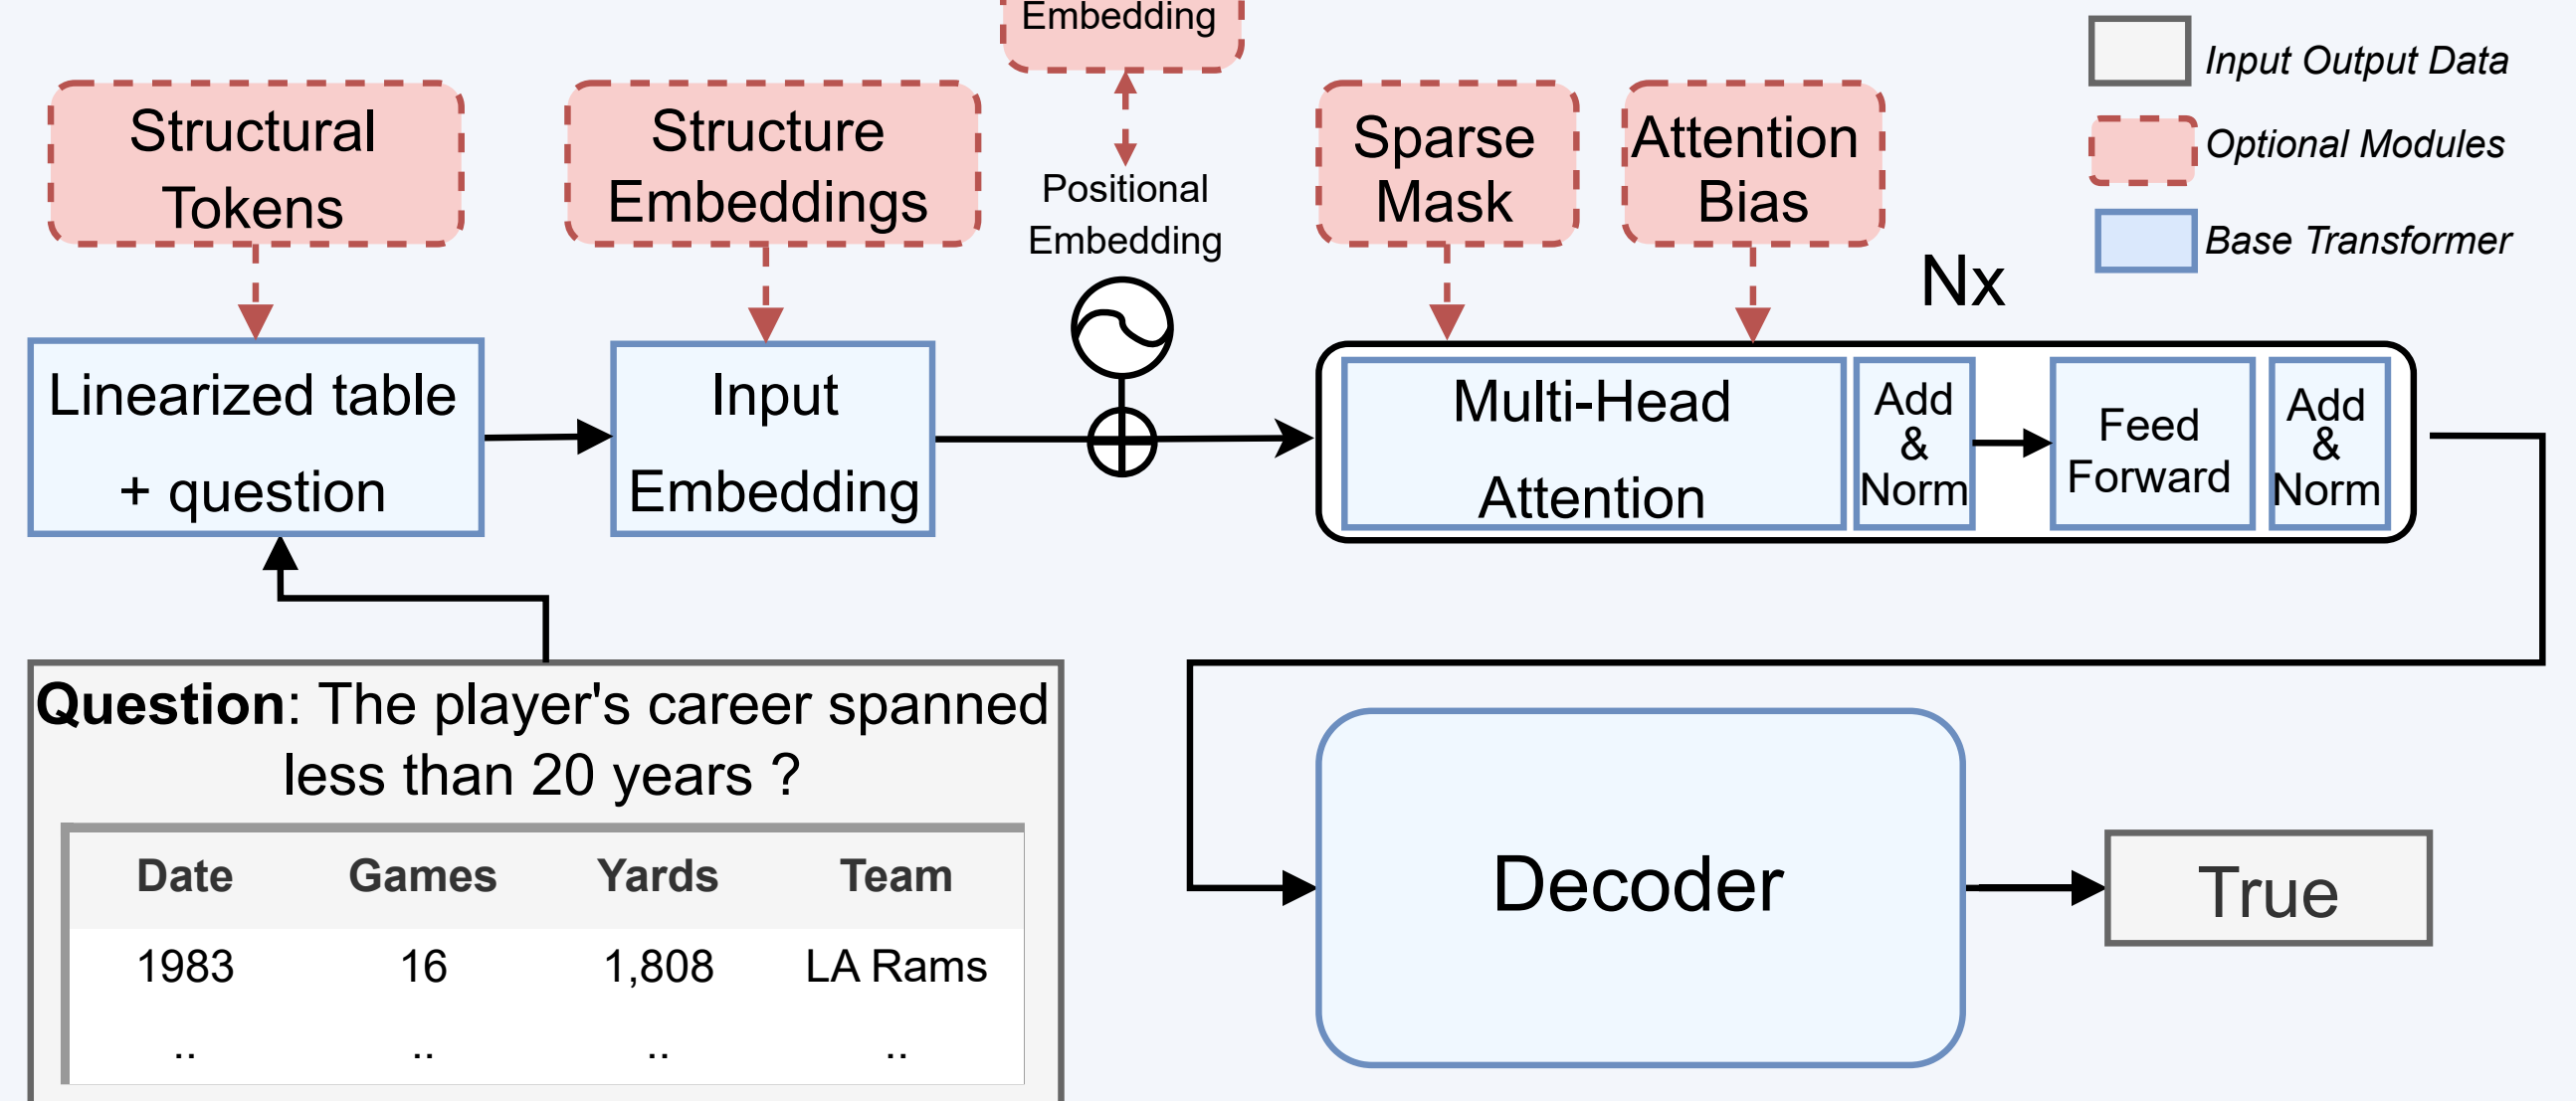 Embedding
Input Output Data
Structural
Tokens
Structure
Embeddings
Positional
Embedding
Sparse
Mask
Attention
Bias
Optional Modules
Base Transformer
Nx
Linearized table
+ question
Input
Embedding
Multi-Head
Attention
Add
&
Norm
Feed
Forward
Add
&
Norm
Question: The player's career spanned
less than 20 years ?
Date Games Yards Team
1983 16 1,808 LA Rams
.. .. .. ..
Decoder
True